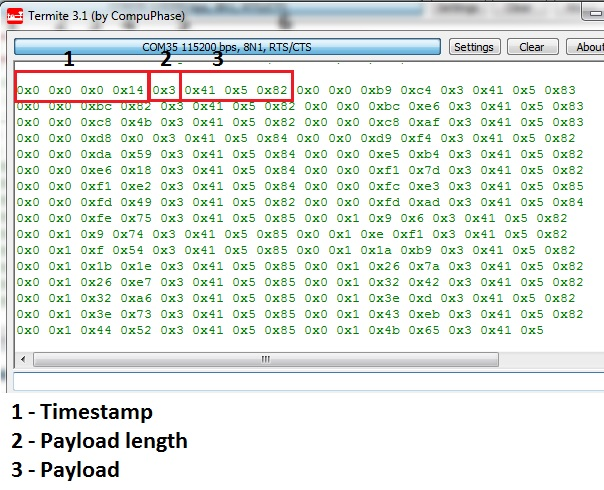 Termite 3.1 (by CompuPhase)
COM35 115200 bps, 8N1, RTS/CTS
Settings
Clear
Abou
1 2 3
0x0 0x0 0x0 0x14 0x3 0x41 0x5 0x82 0x0 0x0 0xb9 0xc4 0x3 0x41 0x5 0x83
0x0 0x0 0xbc 0x82 0x3 0x41 0x5 0x82 0x0 0x0 0xbc 0xe6 0x3 0x41 0x5 0x83
0x0 0x0 0xc8 0x4b 0x3 0x41 0x5 0x82 0x0 0x0 0xc8 0xaf 0x3 0x41 0x5 0x83
0x0 0x0 0xd8 0x0 0x3 0x41 0x5 0x84 0x0 0x0 0xd9 0xf4 0x3 0x41 0x5 0x82
0x0 0x0 0xda 0x59 0x3 0x41 0x5 0x84 0x0 0x0 0xe5 0xb4 0x3 0x41 0x5 0x82
0x0 0x0 0xe6 0x18 0x3 0x41 0x5 0x84 0x0 0x0 0xf1 0x7d 0x3 0x41 0x5 0x82
0x0 0x0 0xf1 0xe2 0x3 0x41 0x5 0x84 0x0 0x0 0xfc 0xe3 0x3 0x41 0x5 0x85
0x0 0x0 0xfd 0x49 0x3 0x41 0x5 0x82 0x0 0x0 0xfd 0xad 0x3 0x41 0x5 0x84
0x0 0x0 0xfe 0x75 0x3 0x41 0x5 0x85 0x0 0x1 0x9 0x6 0x3 0x41 0x5 0x82
0x0 0x1 0x9 0x74 0x3 0x41 0x5 0x85 0x0 0x1 0xe 0xf1 0x3 0x41 0x5 0x82
0x0 0x1 0xf 0x54 0x3 0x41 0x5 0x85 0x0 0x1 0x1a 0xb9 0x3 0x41 0x5 0x82
0x0 0x1 0x1b 0x1e 0x3 0x41 0x5 0x85 0x0 0x1 0x26 0x7a 0x3 0x41 0x5 0x82
0x0 0x1 0x26 0xe7 0x3 0x41 0x5 0x85 0x0 0x1 0x32 0x42 0x3 0x41 0x5 0x82
0x0 0x1 0x32 0xa6 0x3 0x41 0x5 0x85 0x0 0x1 0x3e 0xd 0x3 0x41 0x5 0x82
0x0 0x1 0x3e 0x73 0x3 0x41 0x5 0x85 0x0 0x1 0x43 0xeb 0x3 0x41 0x5 0x82
0x0 0x1 0x44 0x52 0x3 0x41 0x5 0x85 0x0 0x1 0x4b 0x65 0x3 0x41 0x5
1 - Timestamp
2 - Payload length
3 - Payload